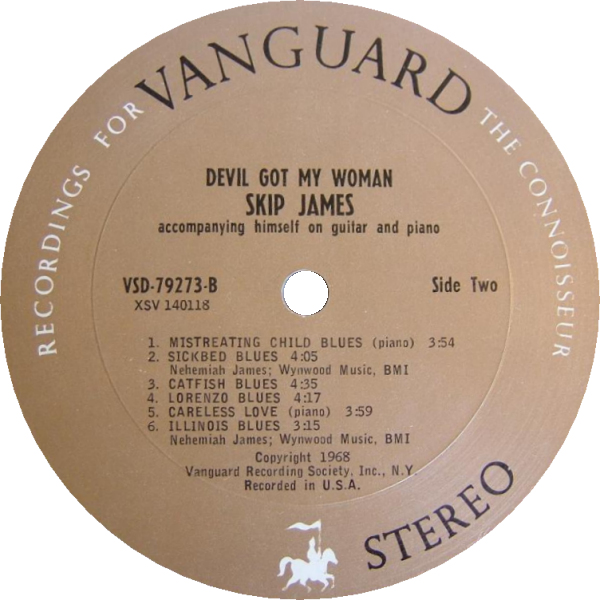 RECORDINGS FOR VANGUARD THE CONNOISSEUR
DEVIL GOT MY WOMAN
SKIP JAMES
accompanying himself on guitar and piano
VSD-79273-B
XSV 140118
Side Two
1. MISTREATING CHILD BLUES (piano) 3:54
2. SICKBED BLUES 4:05
Nehemiah James; Wynwood Music, BMI
3. CATFISH BLUES 4:35
4. LORENZO BLUES 4:17
5. CARELESS LOVE (piano) 3:59
6. ILLINOIS BLUES 3:15
Nehemiah James; Wynwood Music, BMI
Copyright 1968
Vanguard Recording Society, Inc., N.Y.
Recorded in U.S.A.
STEREO